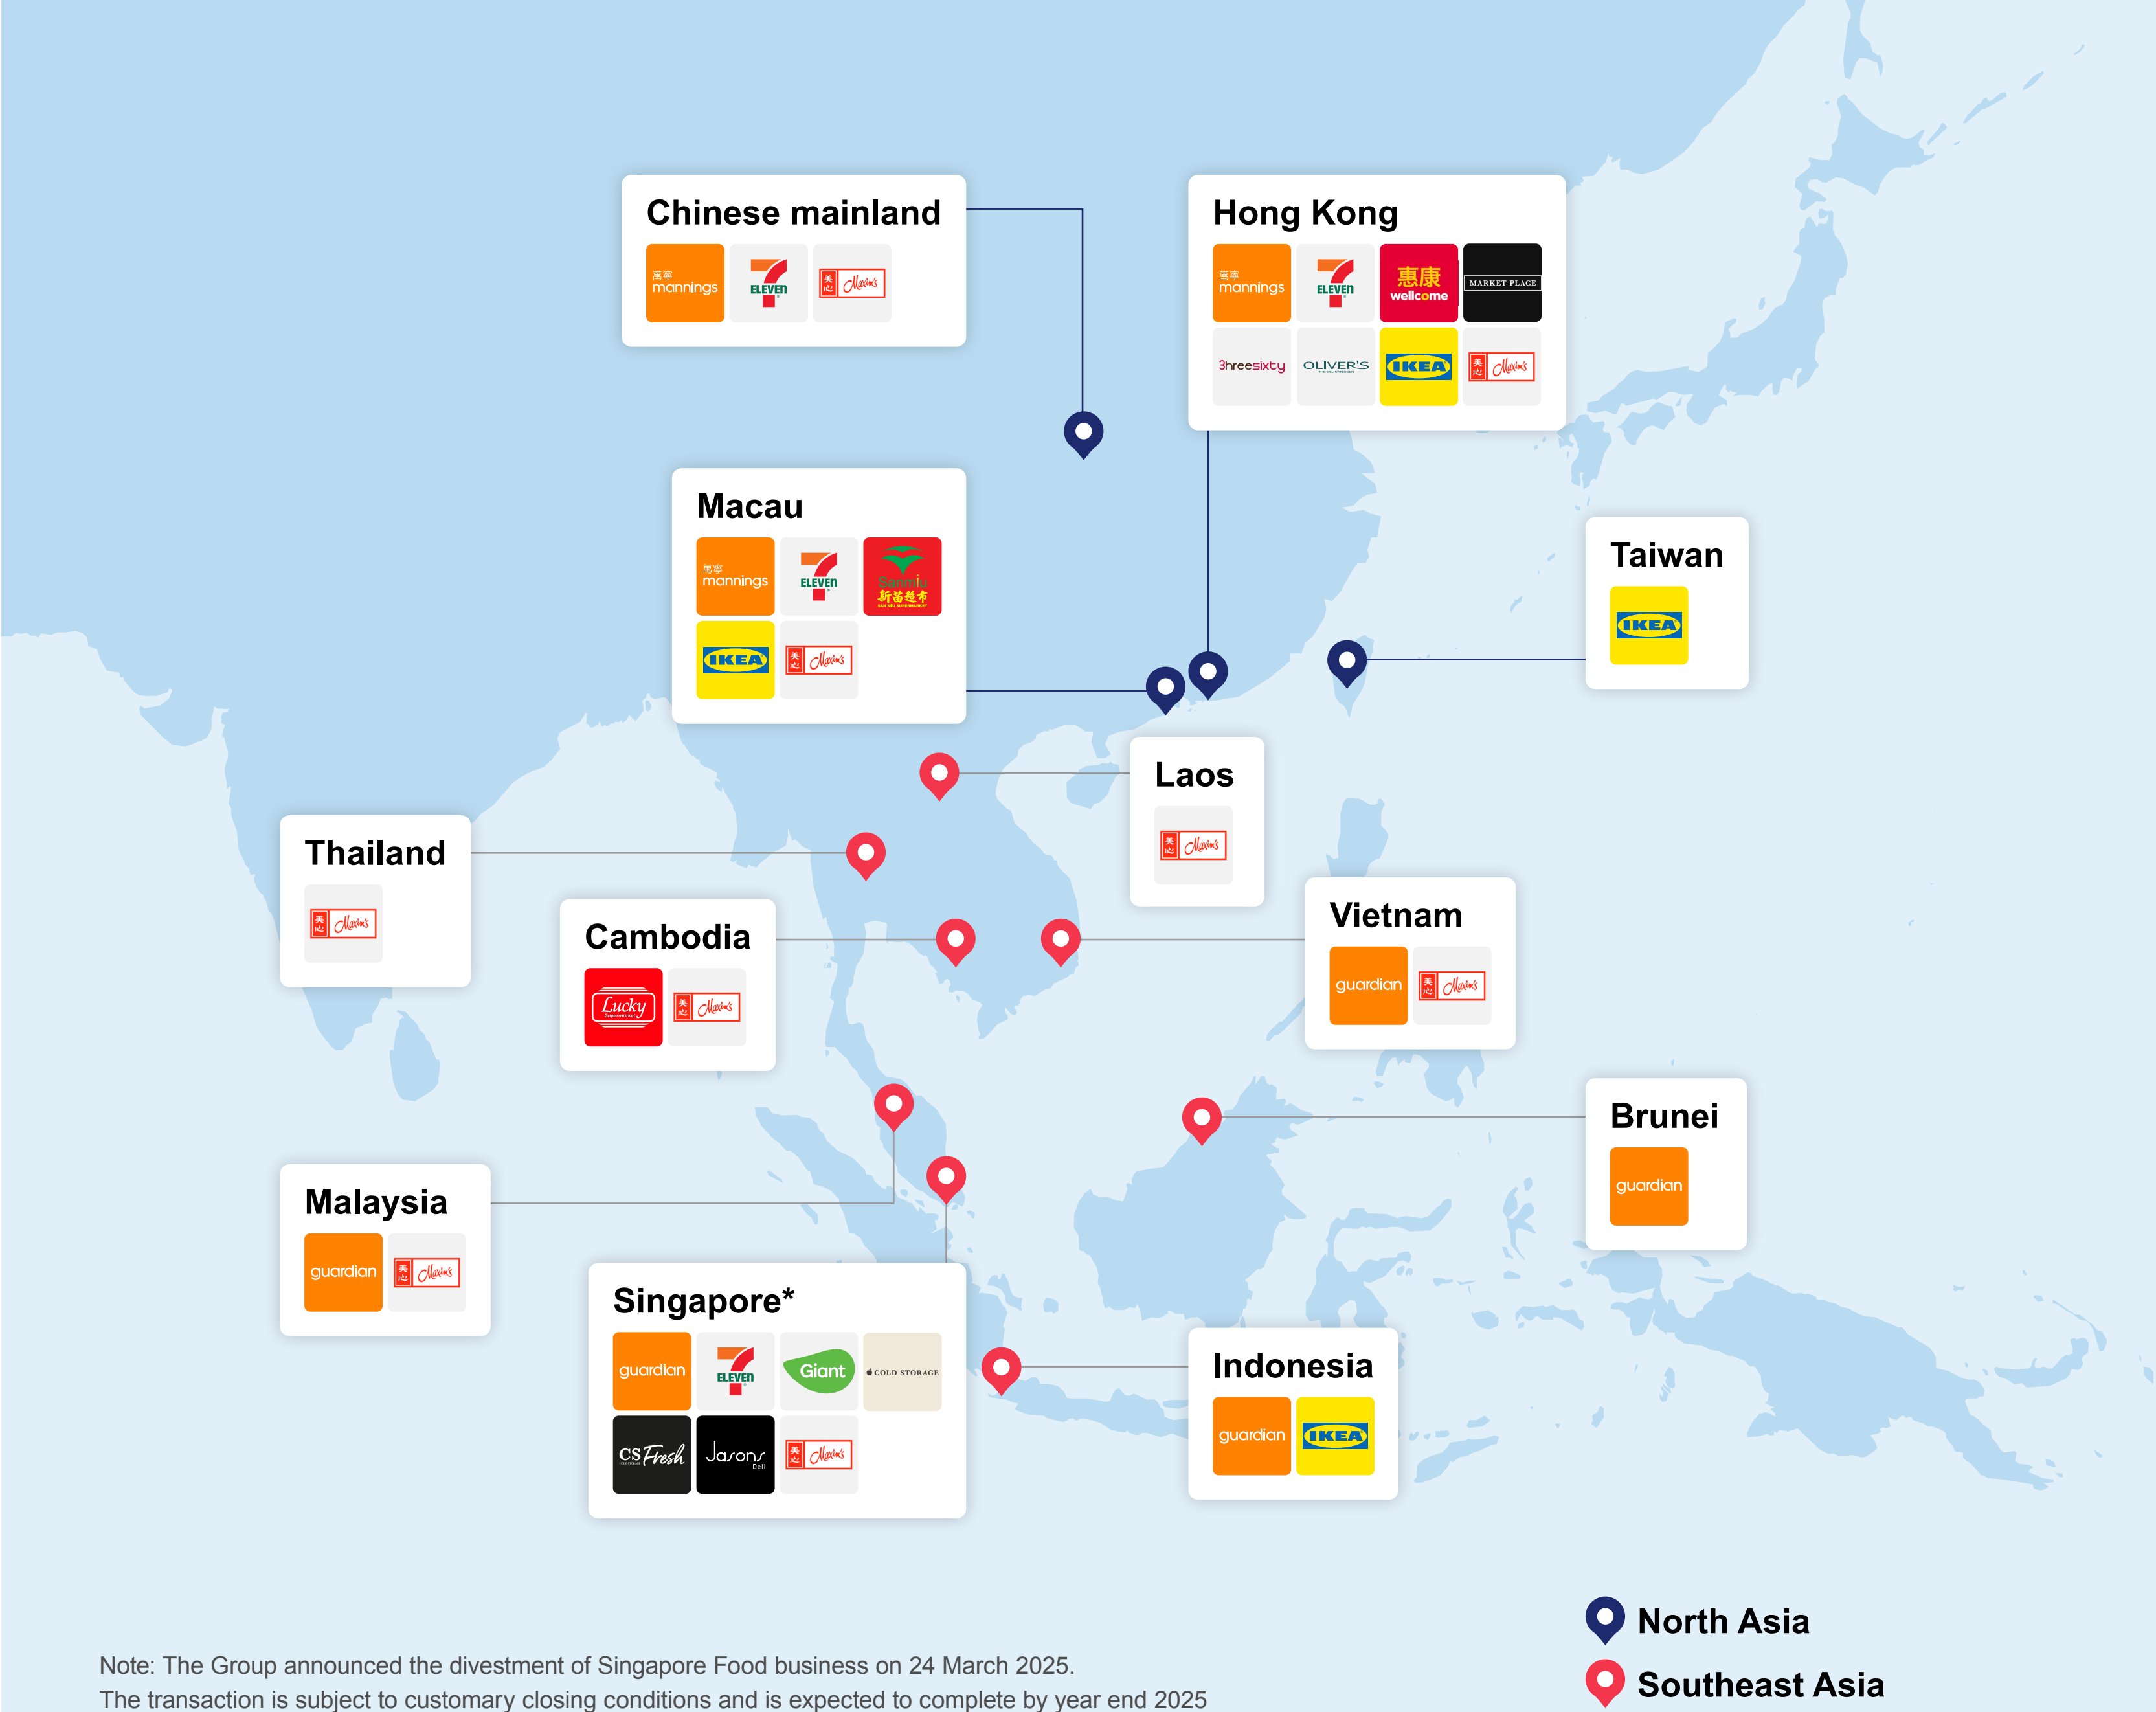 Chinese mainland
萬寧
mannings
ELEVEN
美心
Maxim's
Hong Kong
萬寧
mannings
ELEVEN
惠康
wellcome
MARKET PLACE
3hreesixty
OLIVER'S
IKEA
美心
Maxim's
Macau
萬寧
mannings
ELEVEN
Sanmiu
新苗超市
SAN MIU SUPERMARKET
IKEA
美心
Maxim's
Taiwan
IKEA
Laos
美心
Maxim's
Thailand
美心
Maxim's
Cambodia
Lucky
Supermarket
美心
Maxim's
Vietnam
guardian
美心
Maxim's
Brunei
guardian
Malaysia
guardian
美心
Maxim's
Singapore*
guardian
7
ELEVEN
Giant
COLD STORAGE
CS Fresh
Jasons
Deli
美心
Maxim's
Indonesia
guardian
IKEA
North Asia
Southeast Asia
Note: The Group announced the divestment of Singapore Food business on 24 March 2025.
The transaction is subject to customary closing conditions and is expected to complete by year end 2025